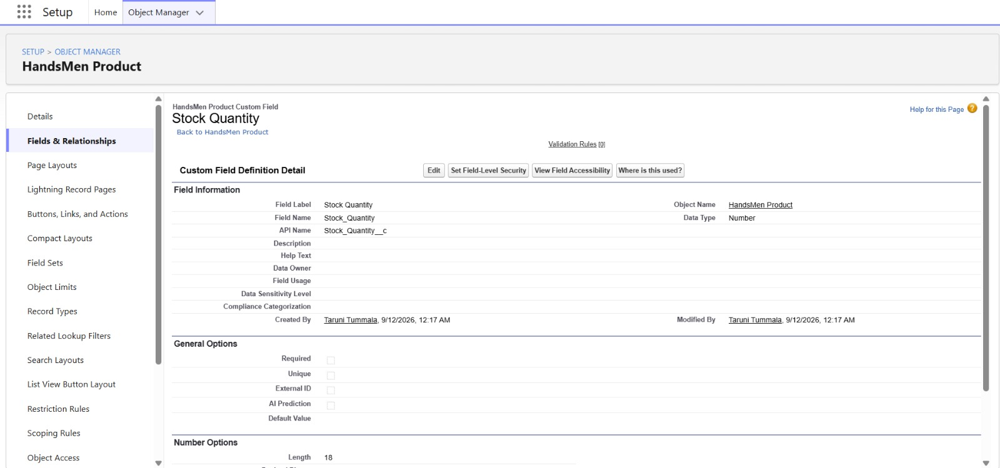 Setup
Home
Object Manager
SETUP > OBJECT MANAGER
HandsMen Product
Details
Fields & Relationships
Page Layouts
Lightning Record Pages
Buttons, Links, and Actions
Compact Layouts
Field Sets
Object Limits
Record Types
Related Lookup Filters
Search Layouts
List View Button Layout
Restriction Rules
Scoping Rules
Object Access
HandsMen Product Custom Field
Stock Quantity
Back to HandsMen Product
Help for this Page ?
Validation Rules [0]
Custom Field Definition Detail Edit Set Field-Level Security View Field Accessibility Where is this used?
Field Information
Field Label Stock Quantity Object Name HandsMen Product
Field Name Stock_Quantity Data Type Number
API Name Stock_Quantity__c
Description
Help Text
Data Owner
Field Usage
Data Sensitivity Level
Compliance Categorization
Created By Taruni Tummala, 9/12/2026, 12:17 AM Modified By Taruni Tummala, 9/12/2026, 12:17 AM
General Options
Required
Unique
External ID
AI Prediction
Default Value
Number Options
Length 18